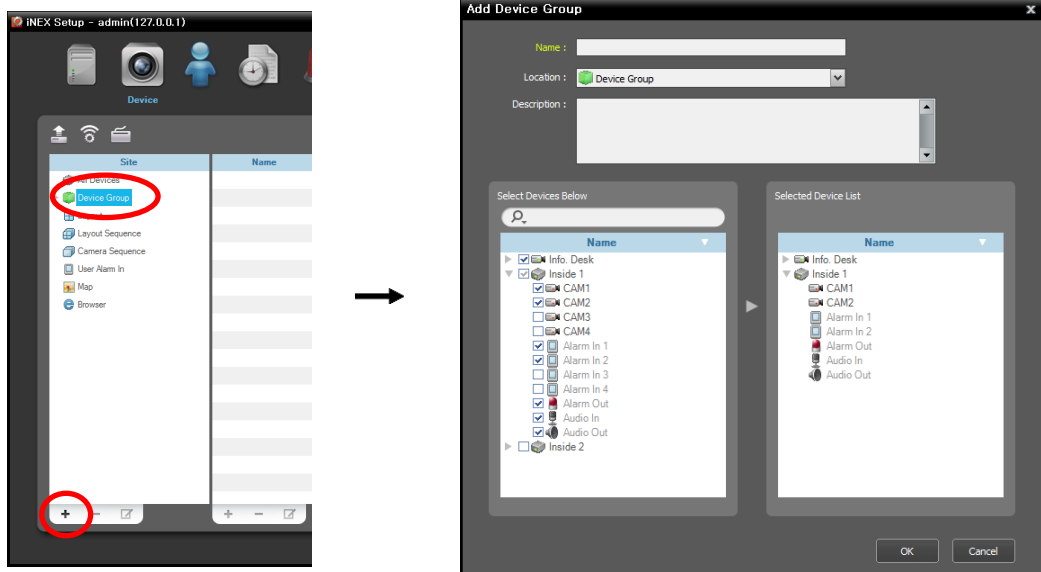 iNEX Setup - admin(127.0.0.1)
Device
Site
Name
All Devices
Device Group
Layout Sequence
Camera Sequence
User Alarm In
Map
Browser
Add Device Group
Name :
Location :
Device Group
Description :
Select Devices Below
Name
Info. Desk
Inside 1
CAM1
CAM2
CAM3
CAM4
Alarm In 1
Alarm In 2
Alarm In 3
Alarm In 4
Alarm Out
Audio In
Audio Out
Inside 2
Selected Device List
Name
Info. Desk
Inside 1
CAM1
CAM2
Alarm In 1
Alarm In 2
Alarm Out
Audio In
Audio Out
OK
Cancel